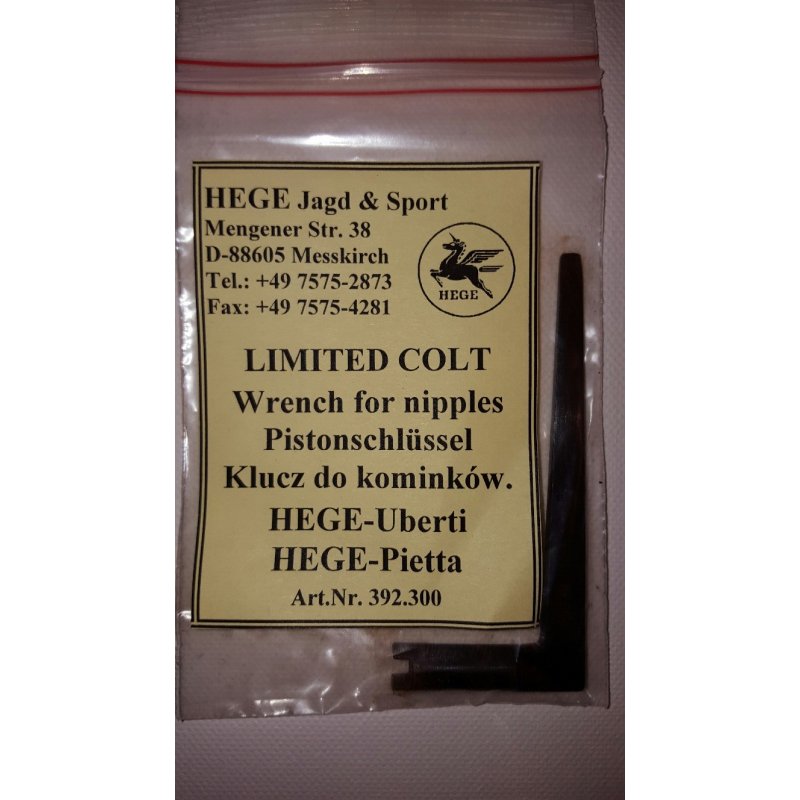 HEGE Jagd & Sport
Mengener Str. 38
D-88605 Messkirch
Tel.: +49 7575-2873
Fax: +49 7575-4281
HEGE
LIMITED COLT
Wrench for nipples
Pistonschlüssel
Klucz do kominków.
HEGE-Uberti
HEGE-Pietta
Art.Nr. 392.300